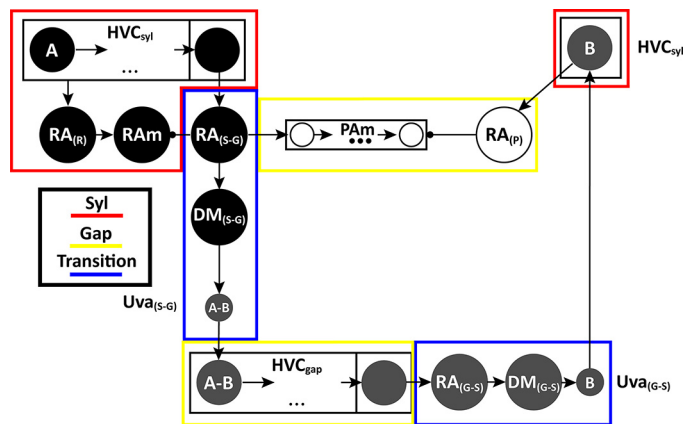 HVCsyl
A
...
B
HVCsyl
RA(R)
RAm
RA(S-G)
PAm
...
RA(P)
Syl
Gap
Transition
DM(S-G)
Uva(S-G)
A-B
HVCgap
A-B
...
RA(G-S)
DM(G-S)
B
Uva(G-S)